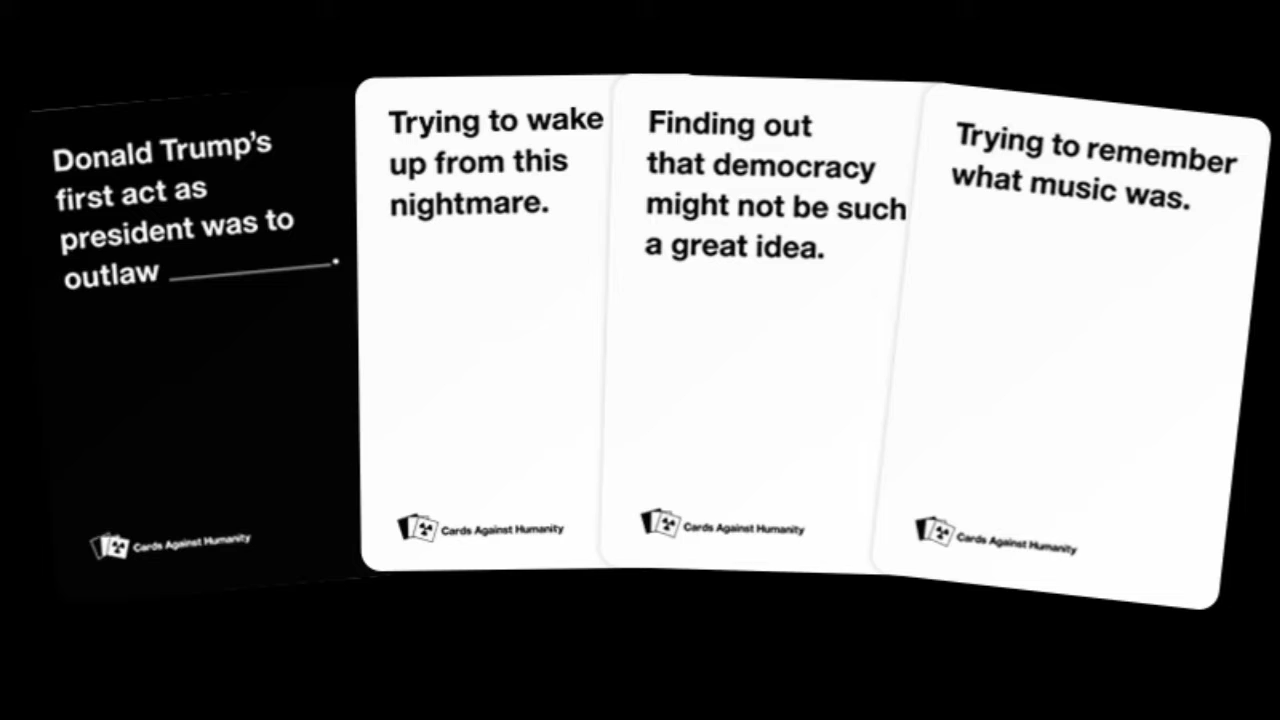 Donald Trump's
first act as
president was to
outlaw __________.
Cards Against Humanity
Trying to wake
up from this
nightmare.
Cards Against Humanity
Finding out
that democracy
might not be such
a great idea.
Cards Against Humanity
Trying to remember
what music was.
Cards Against Humanity